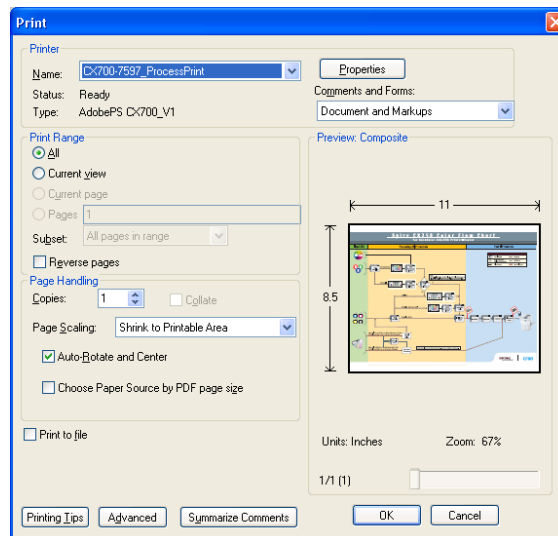 Print
Printer
Name: CX700-7597_ProcessPrint Properties
Status: Ready Comments and Forms:
Type: AdobePS CX700_V1 Document and Markups
Print Range Preview: Composite
All
Current view
Current page
Pages 1
Subset: All pages in range
Reverse pages
Page Handling
Copies: 1 Collate
Page Scaling: Shrink to Printable Area
Auto-Rotate and Center
Choose Paper Source by PDF page size
Print to file
11
8.5
Units: Inches Zoom: 67%
1/1 (1)
Printing Tips Advanced Summarize Comments OK Cancel